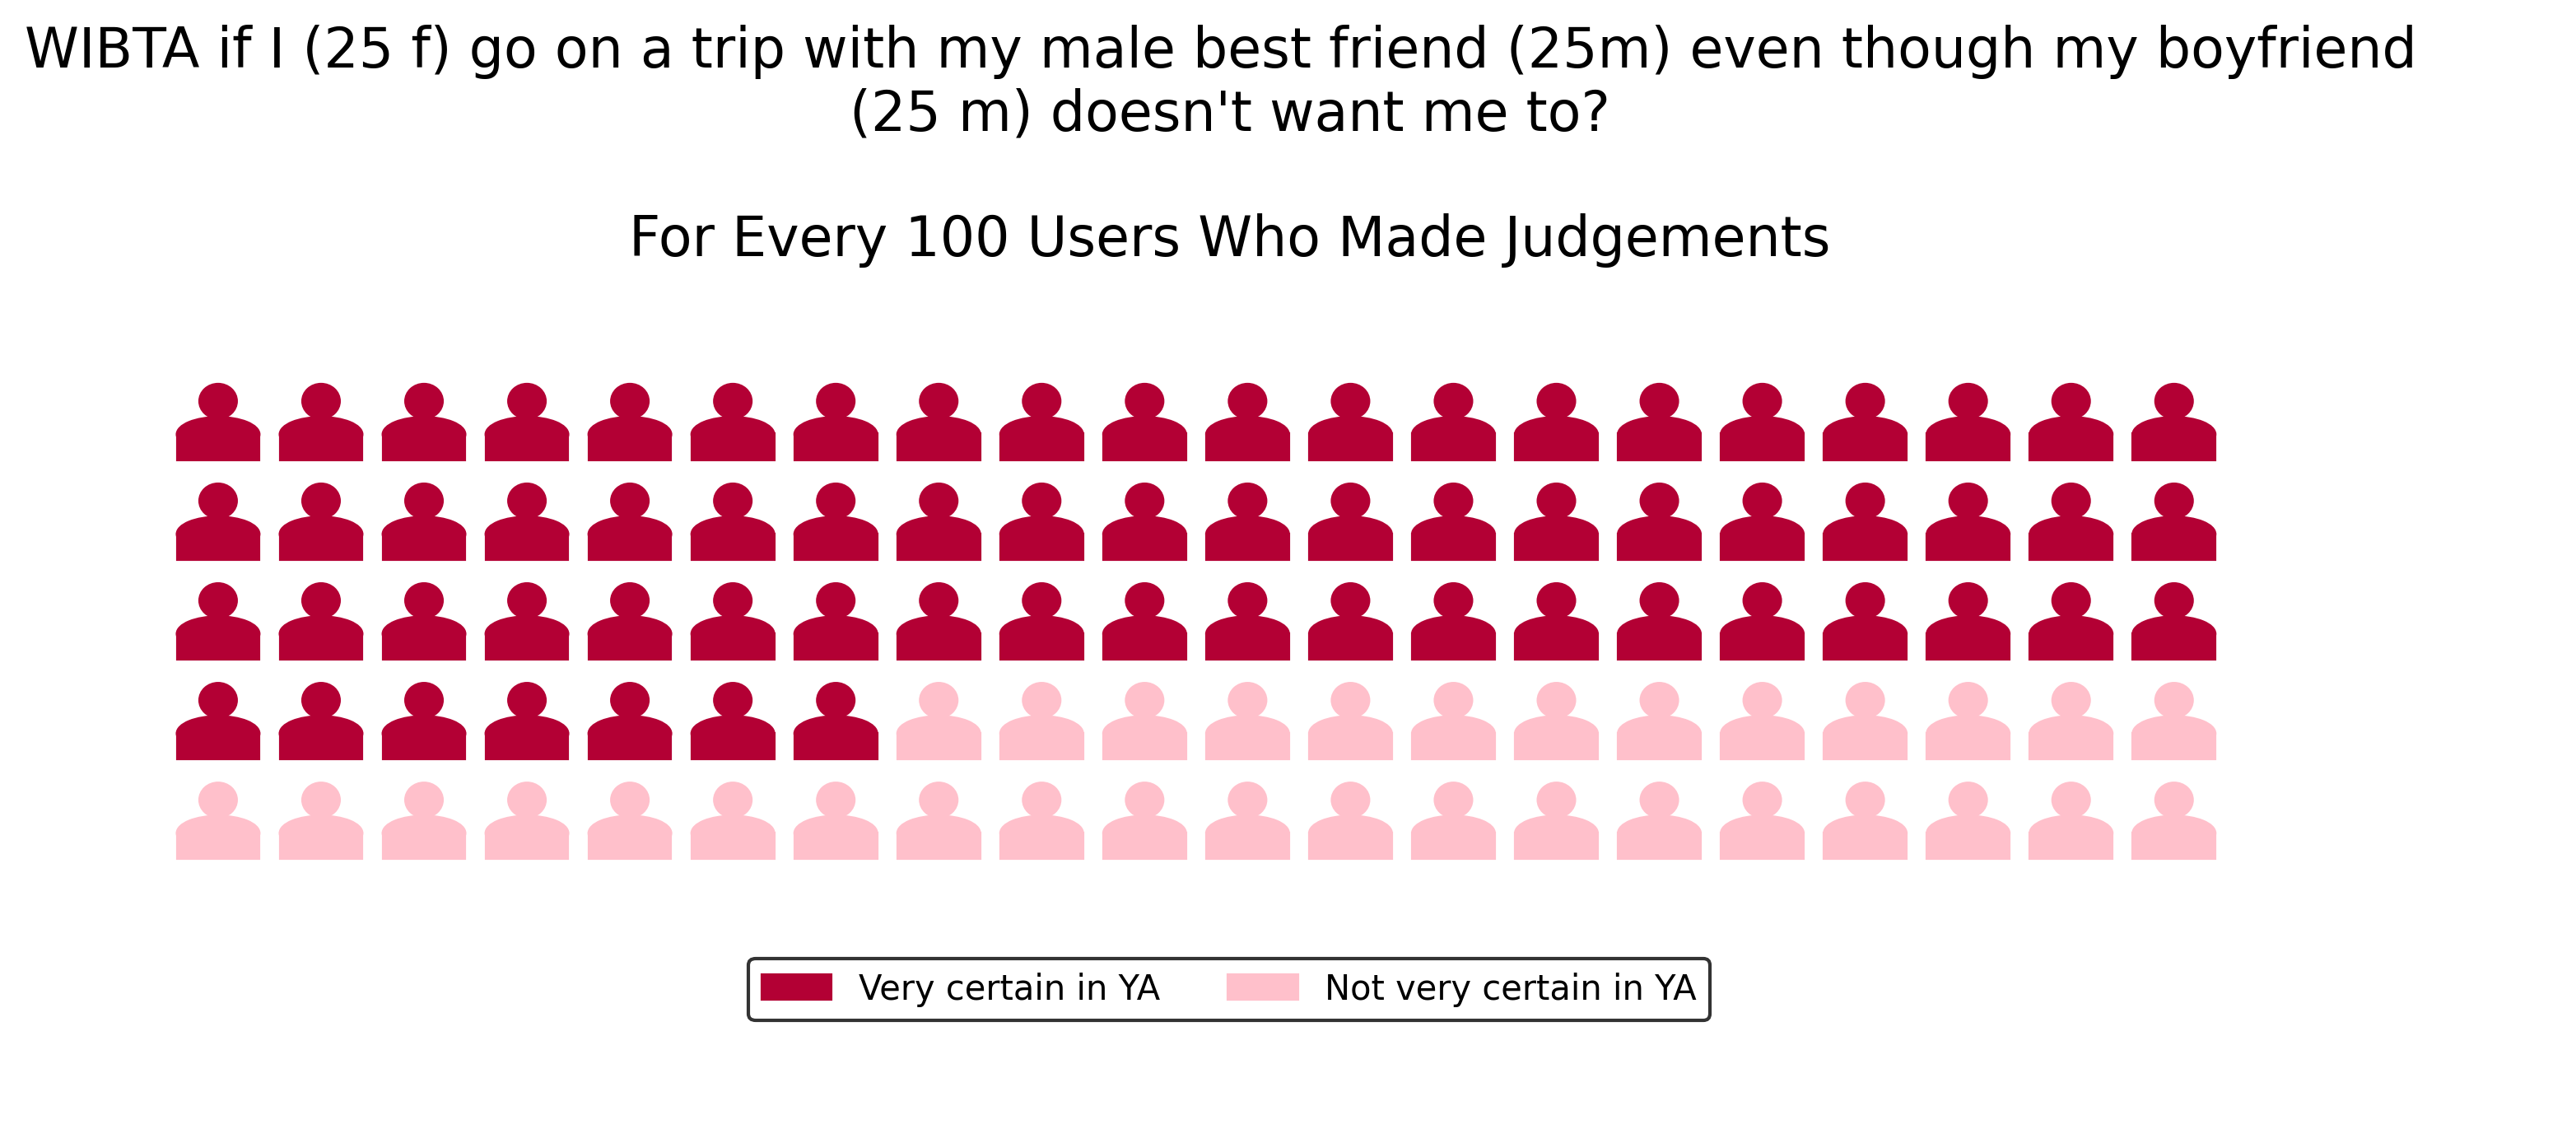 WIBTA if I (25 f) go on a trip with my male best friend (25m) even though my boyfriend
(25 m) doesn't want me to?
For Every 100 Users Who Made Judgements
Very certain in YA
Not very certain in YA